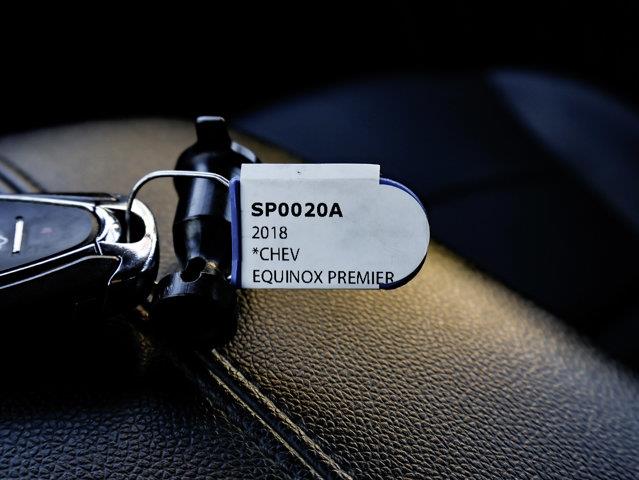 SP0020A
2018
*CHEV
EQUINOX PREMIER